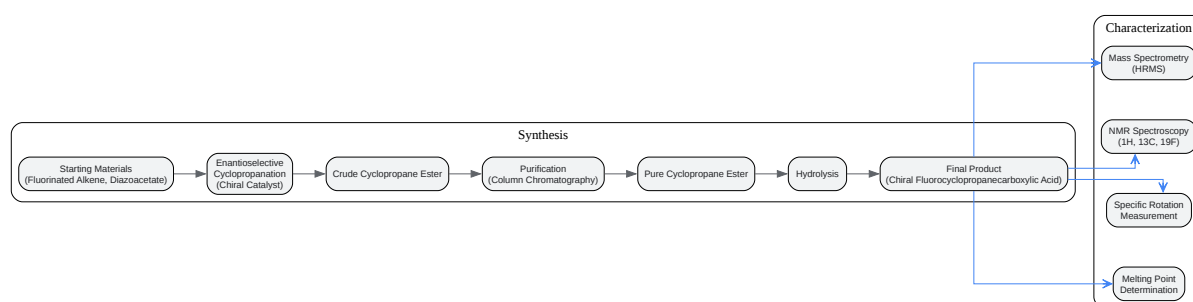 Synthesis
Starting Materials
(Fluorinated Alkene, Diazoacetate)
Enantioselective
Cyclopropanation
(Chiral Catalyst)
Crude Cyclopropane Ester
Purification
(Column Chromatography)
Pure Cyclopropane Ester
Hydrolysis
Final Product
(Chiral Fluorocyclopropanecarboxylic Acid)
Characterization
Mass Spectrometry
(HRMS)
NMR Spectroscopy
(1H, 13C, 19F)
Specific Rotation
Measurement
Melting Point
Determination